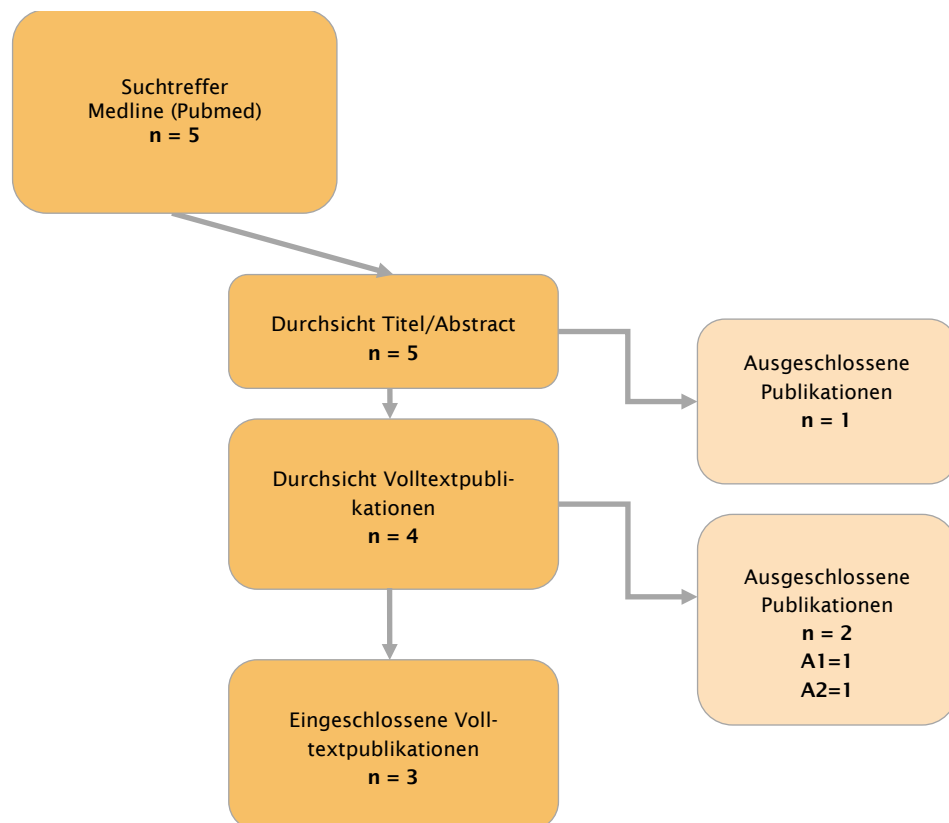 Suchtreffer
Medline (Pubmed)
n = 5
Durchsicht Titel/Abstract
n = 5
Ausgeschlossene
Publikationen
n = 1
Durchsicht Volltextpubli-
kationen
n = 4
Ausgeschlossene
Publikationen
n = 2
A1=1
A2=1
Eingeschlossene Voll-
textpublikationen
n = 3